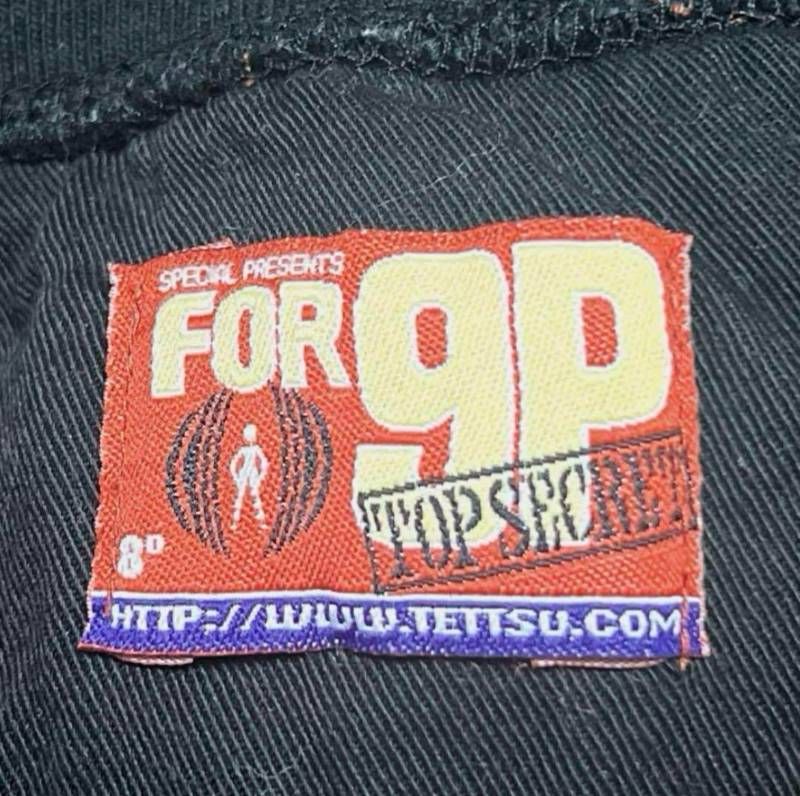 SPECIAL PRESENTS
FOR 9P
TOP SECRET
8D
HTTP://WWW.TETTSU.COM